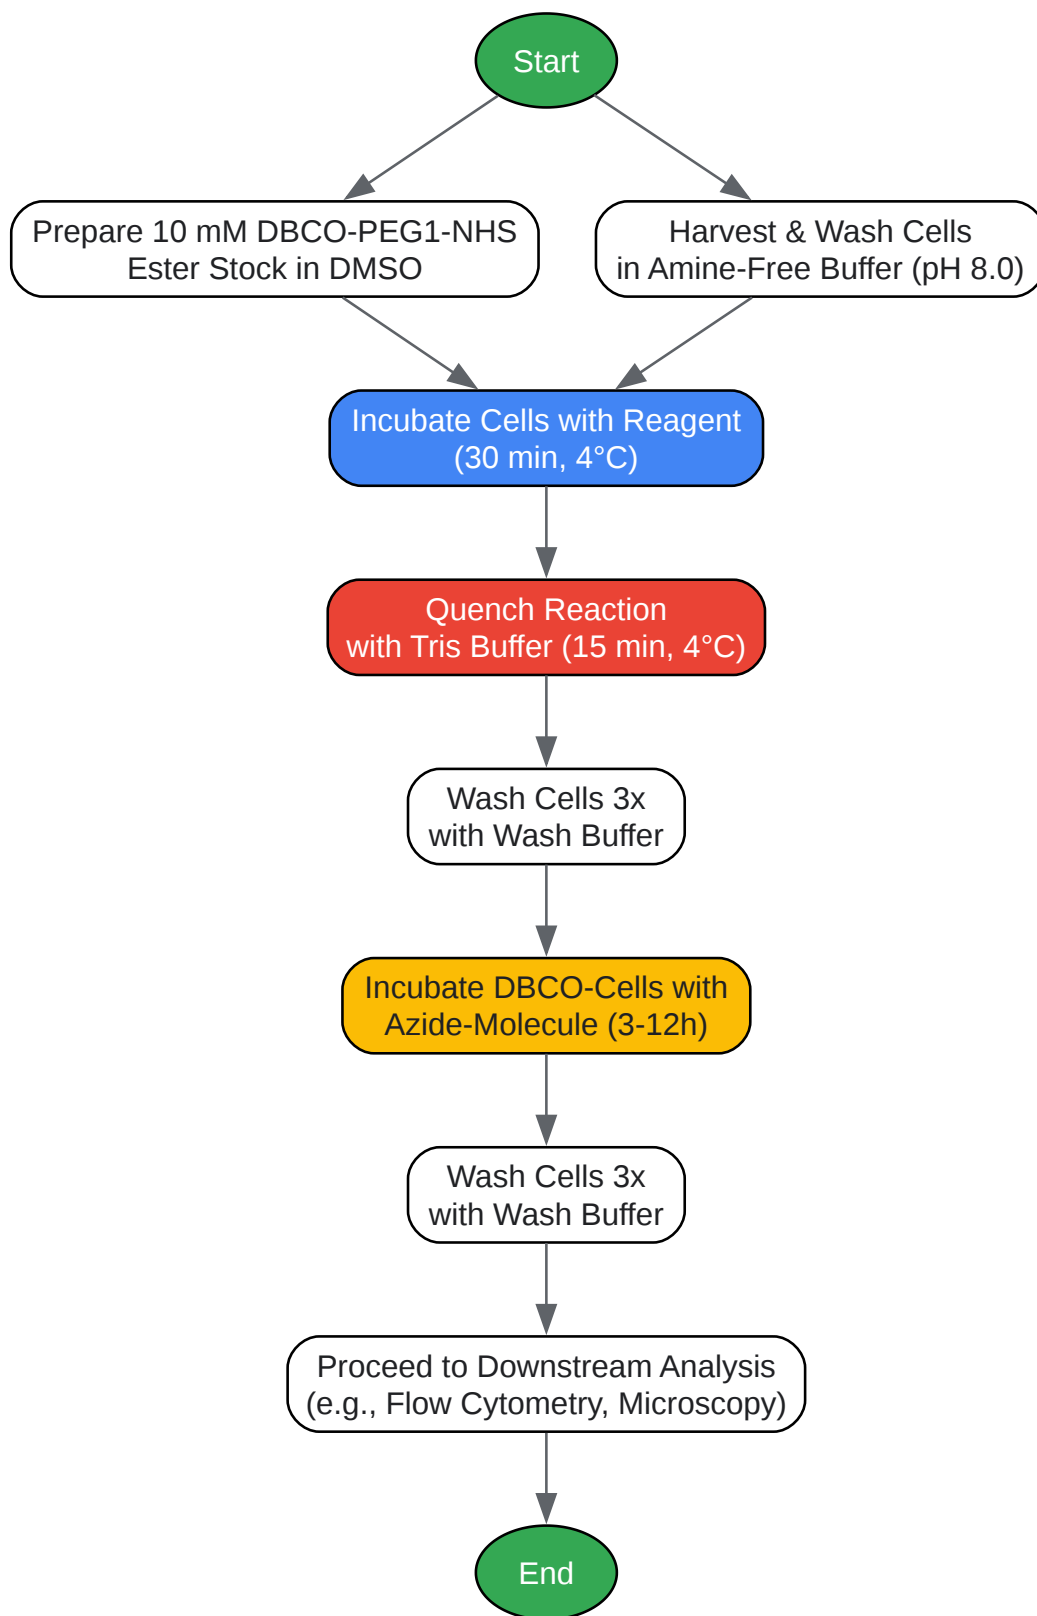 Start
Prepare 10 mM DBCO-PEG1-NHS
Ester Stock in DMSO
Harvest & Wash Cells
in Amine-Free Buffer (pH 8.0)
Incubate Cells with Reagent
(30 min, 4°C)
Quench Reaction
with Tris Buffer (15 min, 4°C)
Wash Cells 3x
with Wash Buffer
Incubate DBCO-Cells with
Azide-Molecule (3-12h)
Wash Cells 3x
with Wash Buffer
Proceed to Downstream Analysis
(e.g., Flow Cytometry, Microscopy)
End